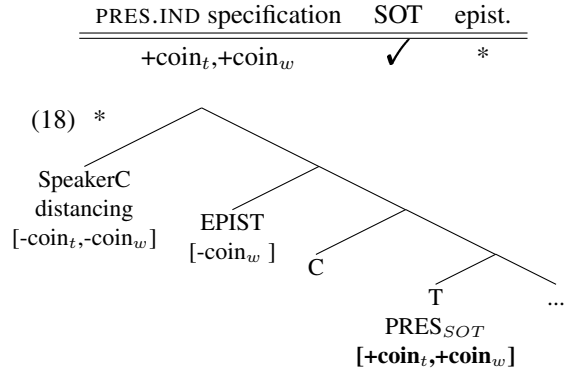 PRES.IND specification SOT epist.
+coin_t,+coin_w ✓ *
(18) *
SpeakerC
distancing
[-coin_t,-coin_w]
EPIST
[-coin_w ]
C
T ...
PRES_SOT
[+coin_t,+coin_w]